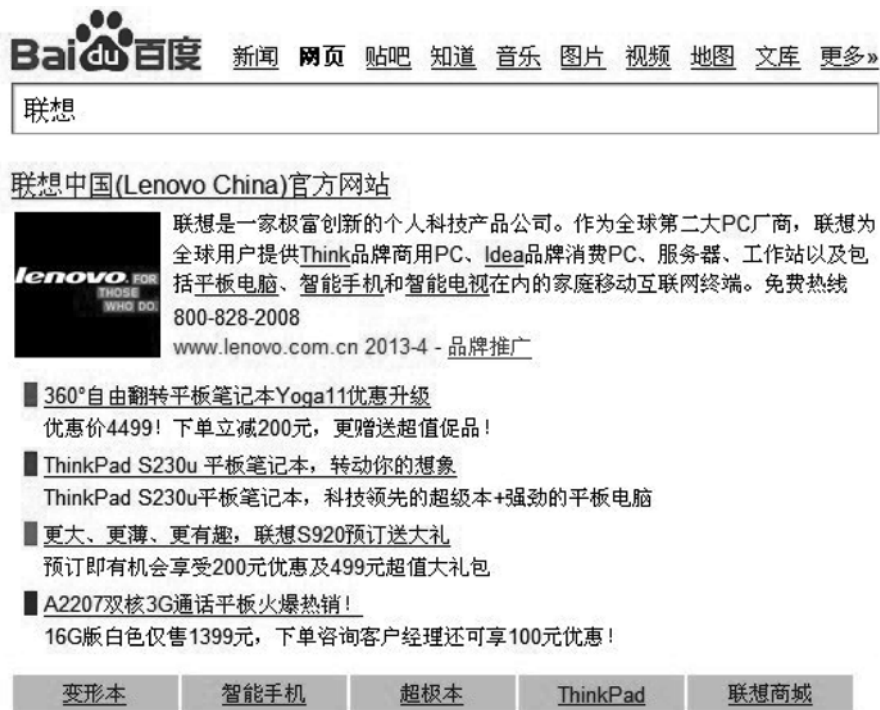 Baidu百度 新闻 网页 贴吧 知道 音乐 图片 视频 地图 文库 更多»
联想
联想中国(Lenovo China)官方网站
lenovo. FOR THOSE WHO DO.
联想是一家极富创新的个人科技产品公司。作为全球第二大PC厂商，联想为
全球用户提供Think品牌商用PC、Idea品牌消费PC、服务器、工作站以及包
括平板电脑、智能手机和智能电视在内的家庭移动互联网终端。免费热线
800-828-2008
www.lenovo.com.cn 2013-4 - 品牌推广
360°自由翻转平板笔记本Yoga11优惠升级
优惠价4499！下单立减200元，更赠送超值促品！
ThinkPad S230u 平板笔记本，转动你的想象
ThinkPad S230u平板笔记本，科技领先的超级本+强劲的平板电脑
更大、更薄、更有趣，联想S920预订送大礼
预订即有机会享受200元优惠及499元超值大礼包
A2207双核3G通话平板火爆热销！
16G版白色仅售1399元，下单咨询客户经理还可享100元优惠！
变形本 智能手机 超极本 ThinkPad 联想商城